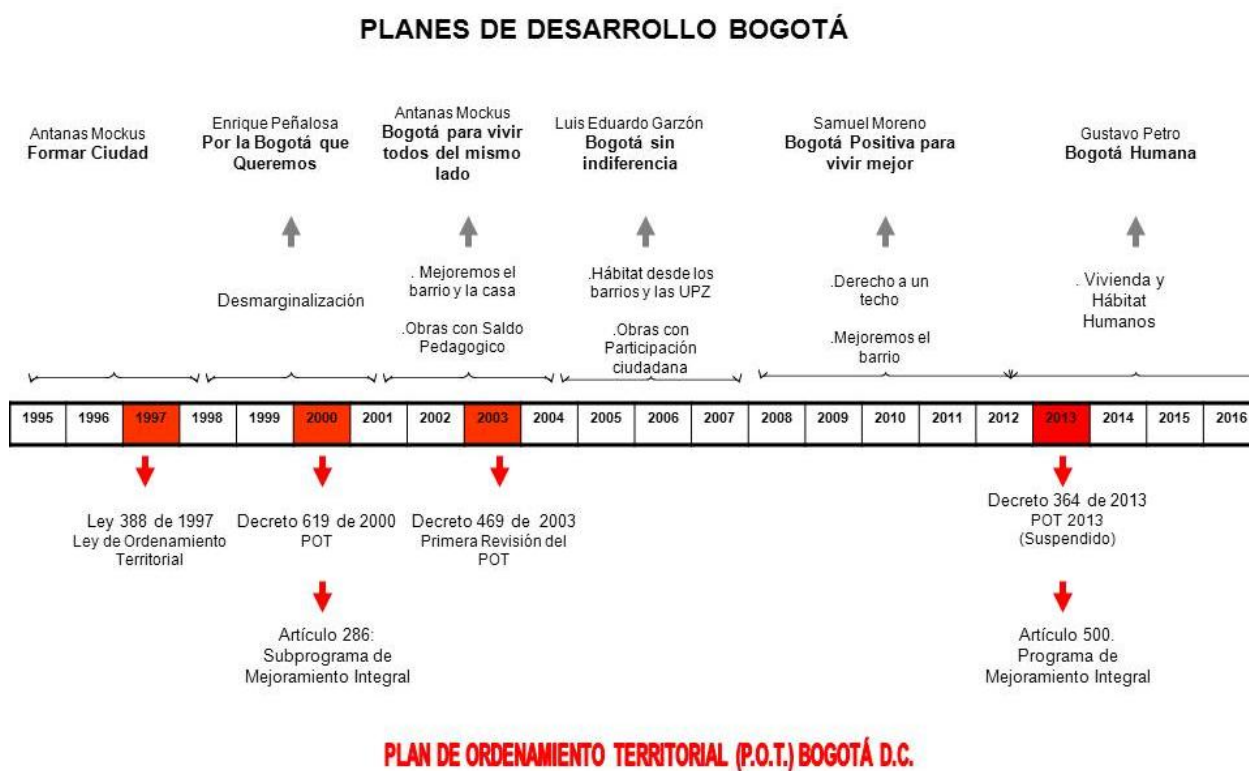 PLANES DE DESARROLLO BOGOTÁ
Antanas Mockus
Formar Ciudad
Enrique Peñalosa
Por la Bogotá que
Queremos
Antanas Mockus
Bogotá para vivir
todos del mismo
lado
Luis Eduardo Garzón
Bogotá sin
indiferencia
Samuel Moreno
Bogotá Positiva para
vivir mejor
Gustavo Petro
Bogotá Humana
Desmarginalización
. Mejoremos el
barrio y la casa
.Obras con Saldo
Pedagogico
.Hábitat desde los
barrios y las UPZ
.Obras con
Participación
ciudadana
.Derecho a un
techo
.Mejoremos el
barrio
. Vivienda y
Hábitat
Humanos
1995 1996 1997 1998 1999 2000 2001 2002 2003 2004 2005 2006 2007 2008 2009 2010 2011 2012 2013 2014 2015 2016
Ley 388 de 1997
Ley de Ordenamiento
Territorial
Decreto 619 de 2000
POT
Artículo 286:
Subprograma de
Mejoramiento Integral
Decreto 469 de 2003
Primera Revisión del
POT
Decreto 364 de 2013
POT 2013
(Suspendido)
Artículo 500.
Programa de
Mejoramiento Integral
PLAN DE ORDENAMIENTO TERRITORIAL (P.O.T.) BOGOTÁ D.C.